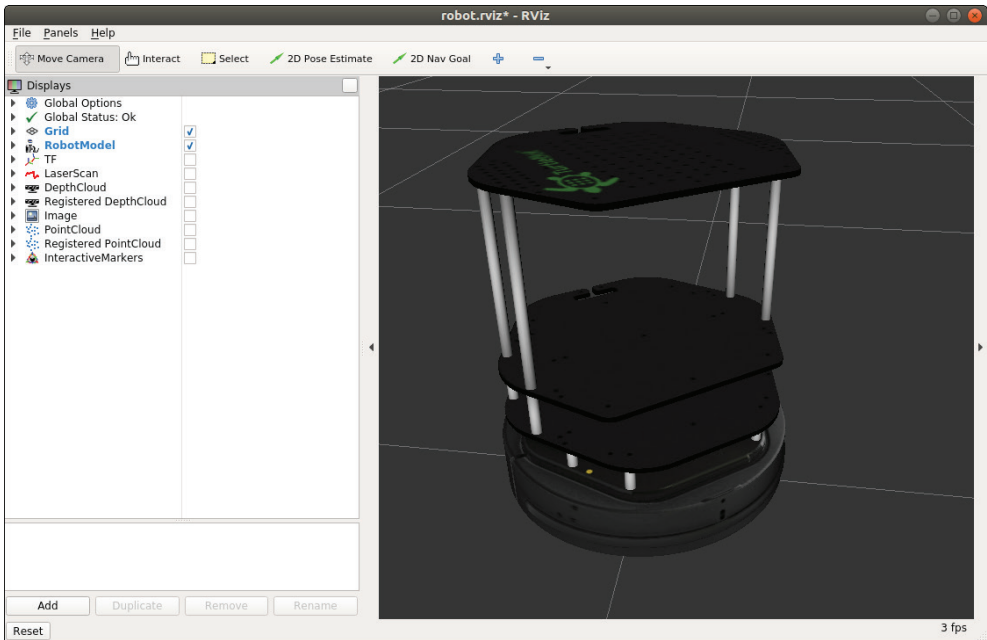 robot.rviz* - RViz
File Panels Help
Move Camera Interact Select 2D Pose Estimate 2D Nav Goal
Displays
Global Options
Global Status: Ok
Grid
RobotModel
TF
LaserScan
DepthCloud
Registered DepthCloud
Image
PointCloud
Registered PointCloud
InteractiveMarkers
TurtleBot
Add Duplicate Remove Rename
Reset
3 fps